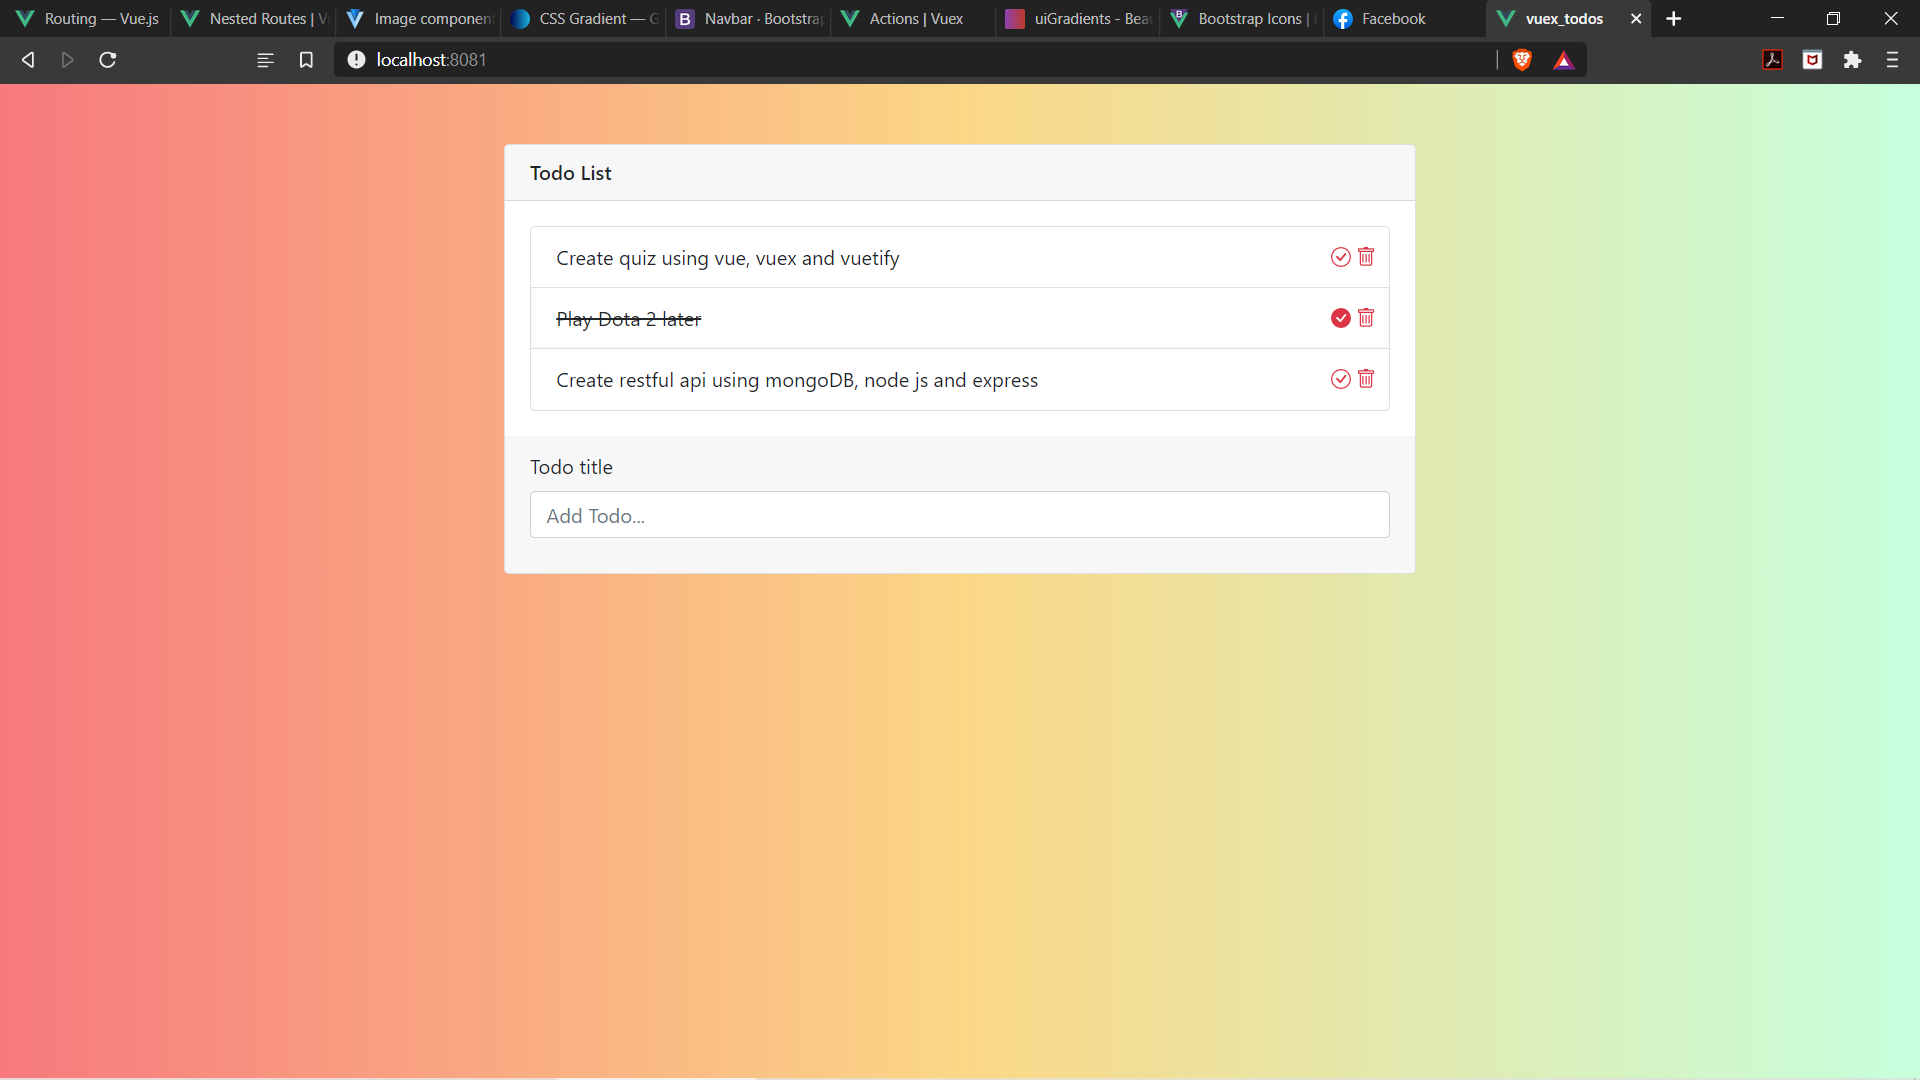 Routing — Vue.js
Nested Routes | V
Image component
CSS Gradient — G
Navbar · Bootstrap
Actions | Vuex
uiGradients - Beau
Bootstrap Icons |
Facebook
vuex_todos
localhost:8081
Todo List
Create quiz using vue, vuex and vuetify
Play Dota 2 later
Create restful api using mongoDB, node js and express
Todo title
Add Todo...